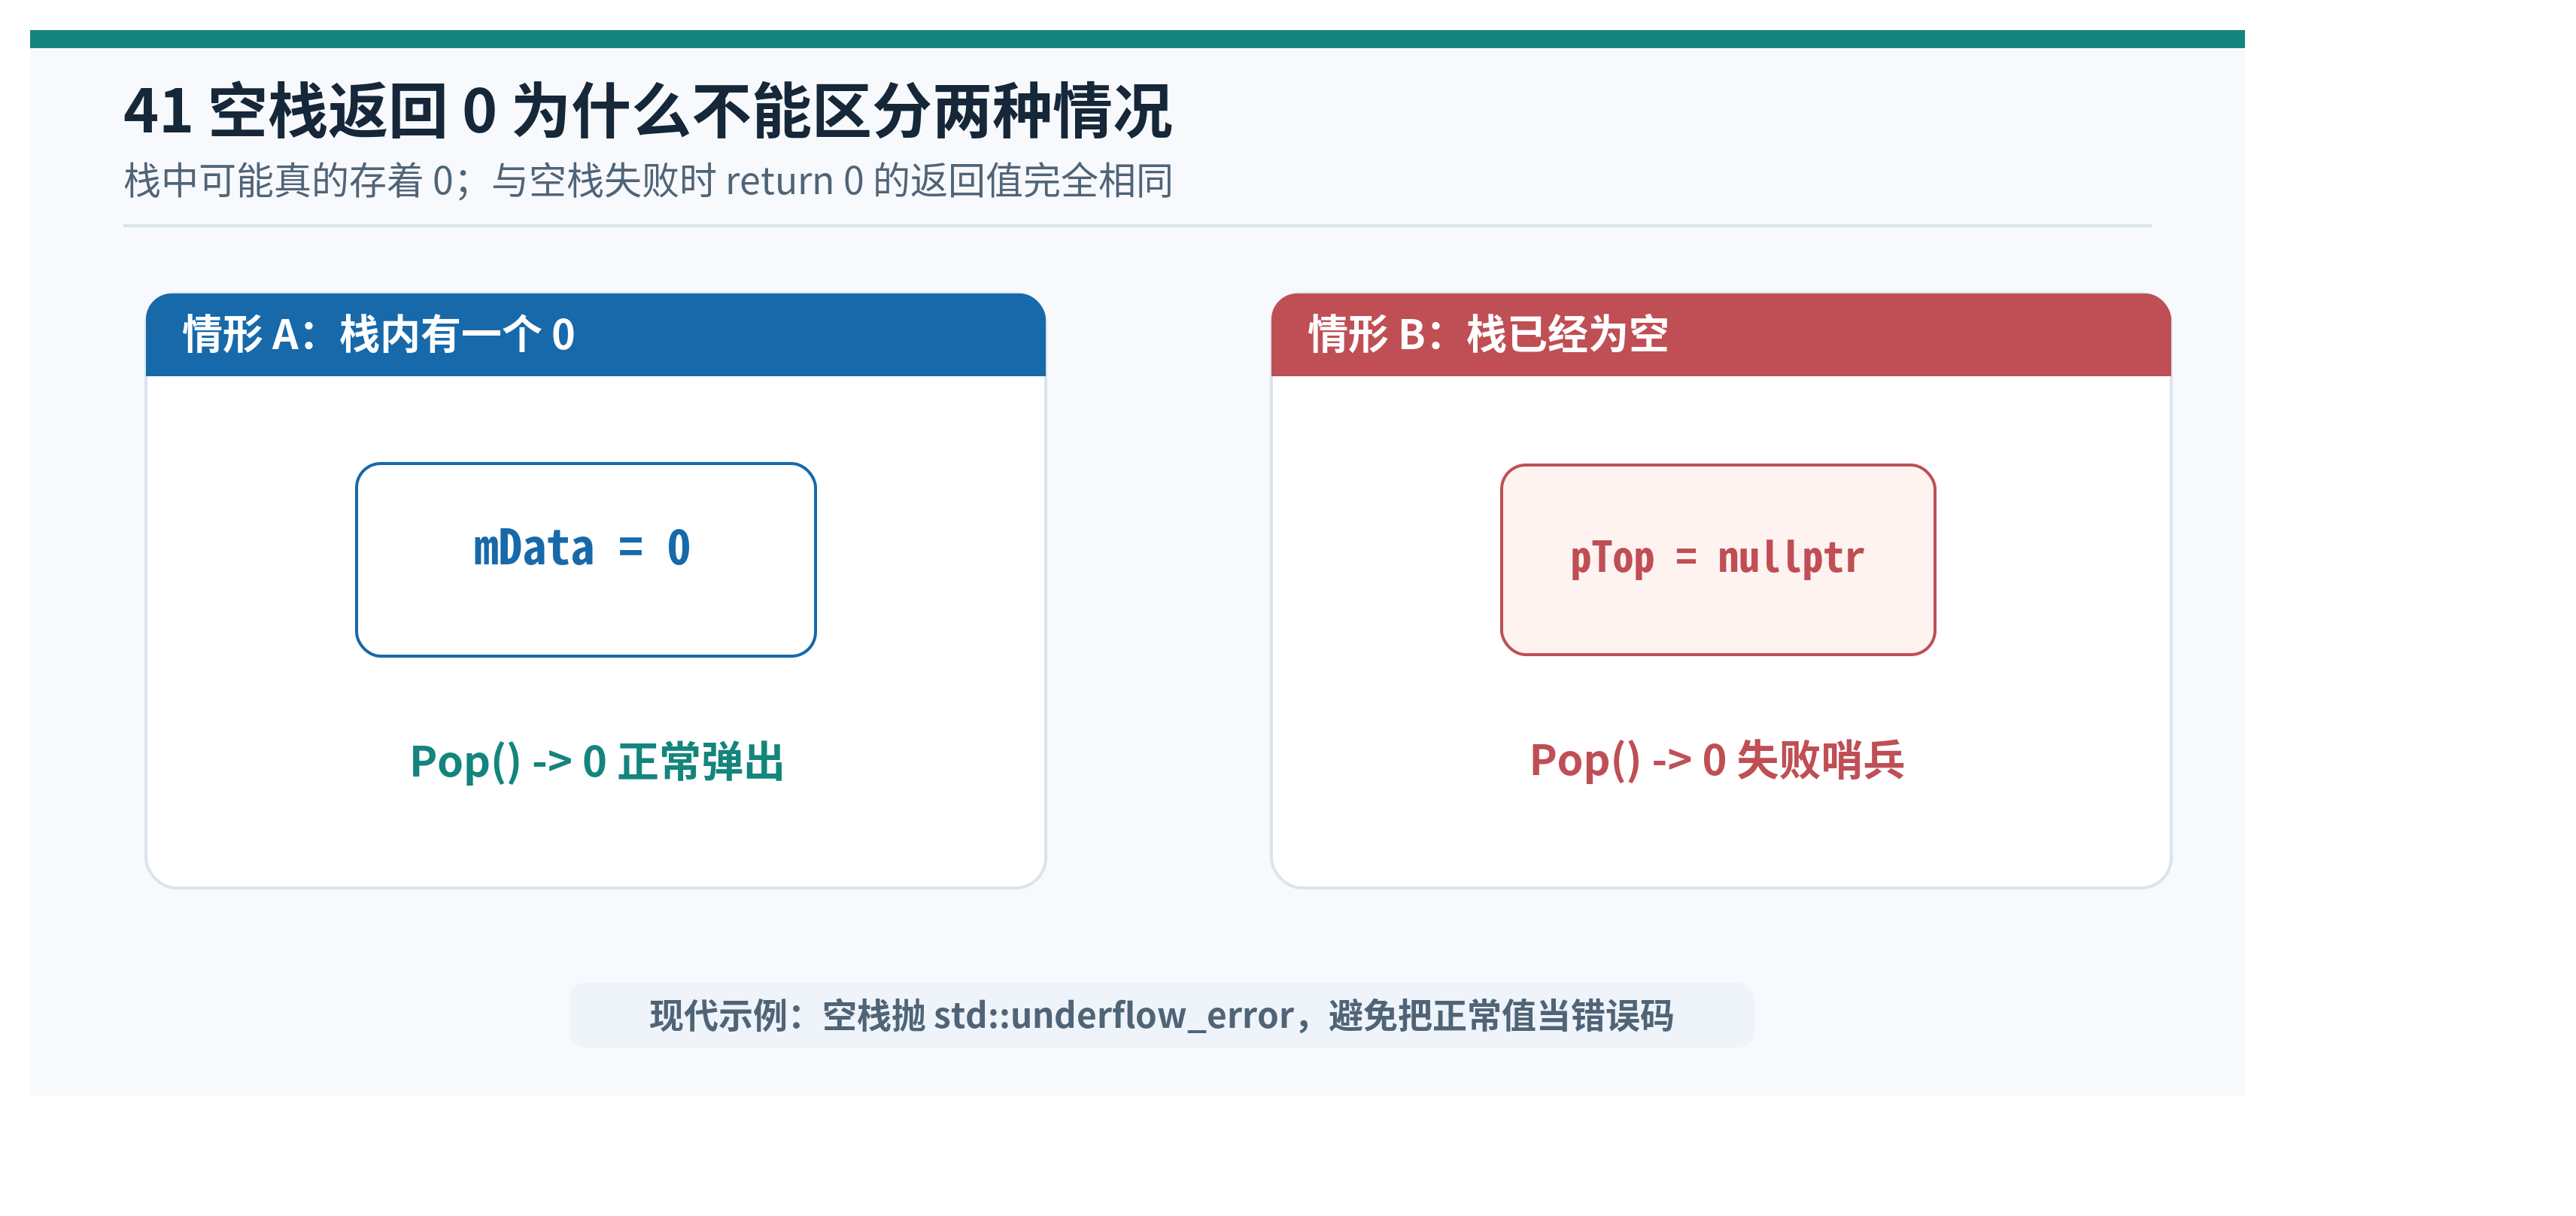 41 空栈返回 0 为什么不能区分两种情况
栈中可能真的存着 0；与空栈失败时 return 0 的返回值完全相同
情形 A：栈内有一个 0
mData = 0
Pop() -> 0 正常弹出
情形 B：栈已经为空
pTop = nullptr
Pop() -> 0 失败哨兵
现代示例：空栈抛 std::underflow_error，避免把正常值当错误码